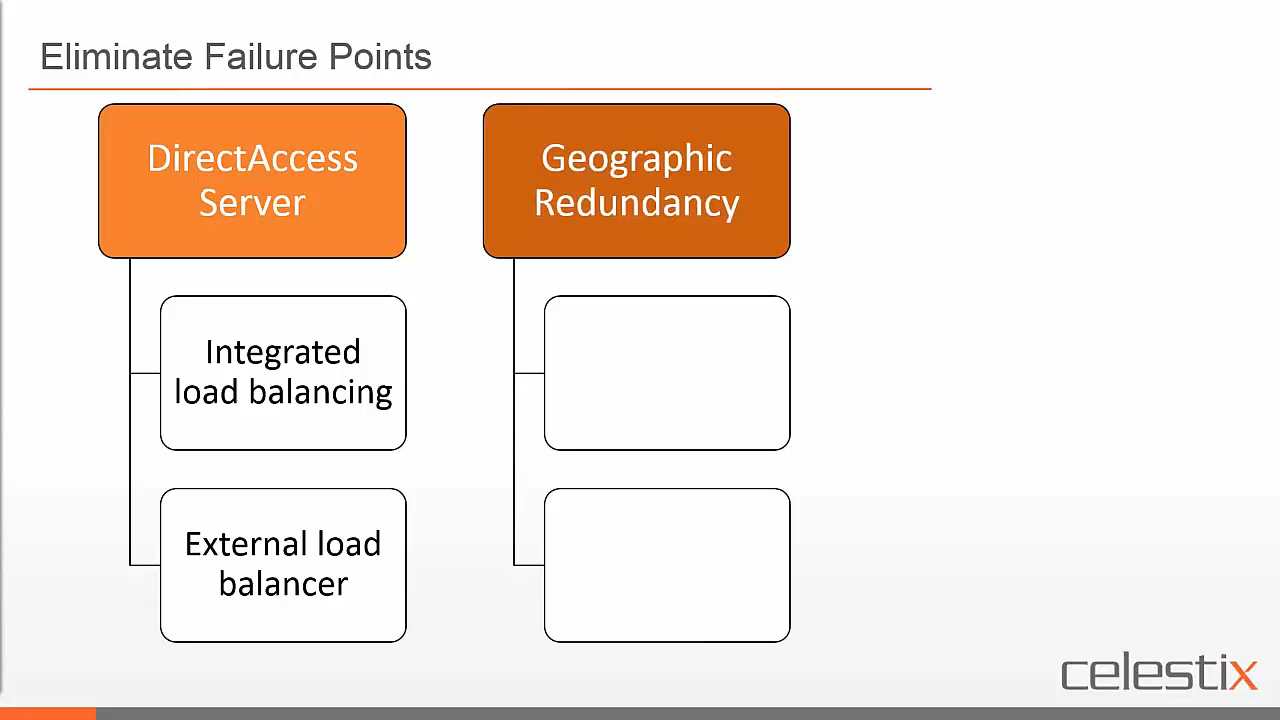 Eliminate Failure Points
DirectAccess
Server
Integrated
load balancing
External load
balancer
Geographic
Redundancy
celestix